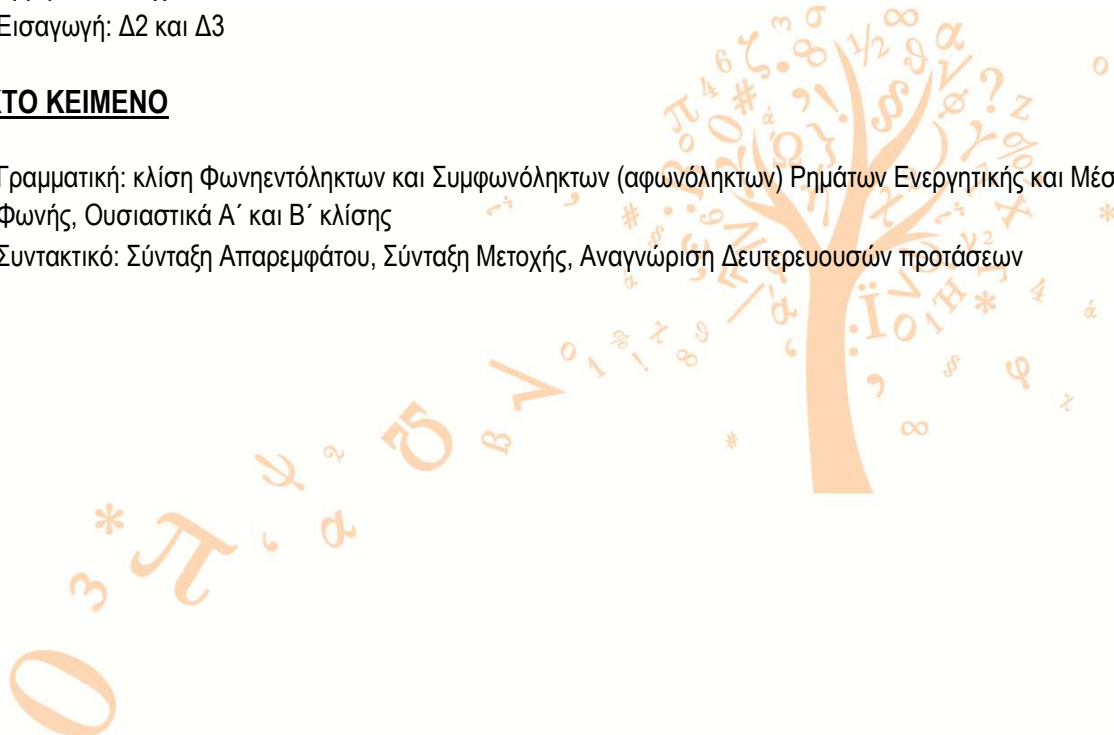 Εισαγωγή: Δ2 και Δ3
ΚΤΟ ΚΕΙΜΕΝΟ
Γραμματική: κλίση Φωνηεντόληκτων και Συμφωνόληκτων (αφωνόληκτων) Ρημάτων Ενεργητικής και Μέσ
Φωνής, Ουσιαστικά Α΄ και Β΄ κλίσης
Συντακτικό: Σύνταξη Απαρεμφάτου, Σύνταξη Μετοχής, Αναγνώριση Δευτερευουσών προτάσεων